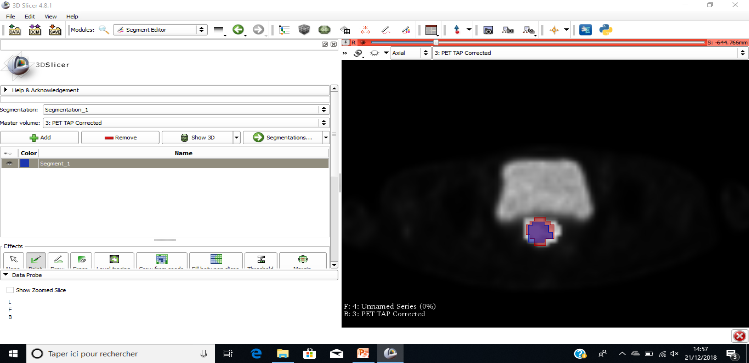 3D Slicer 4.8.1
File Edit View Help
Modules: Segment Editor
R S: -644.766mm
Axial 3: PET TAP Corrected
3DSlicer
Help & Acknowledgement
Segmentation: Segmentation_1
Master volume: 3: PET TAP Corrected
Add Remove Show 3D Segmentations...
Color Name
Segment_1
Effects
Data Probe
Show Zoomed Slice
L
F
B
F: 4: Unnamed Series (0%)
B: 3: PET TAP Corrected
Taper ici pour rechercher
14:57
21/12/2018